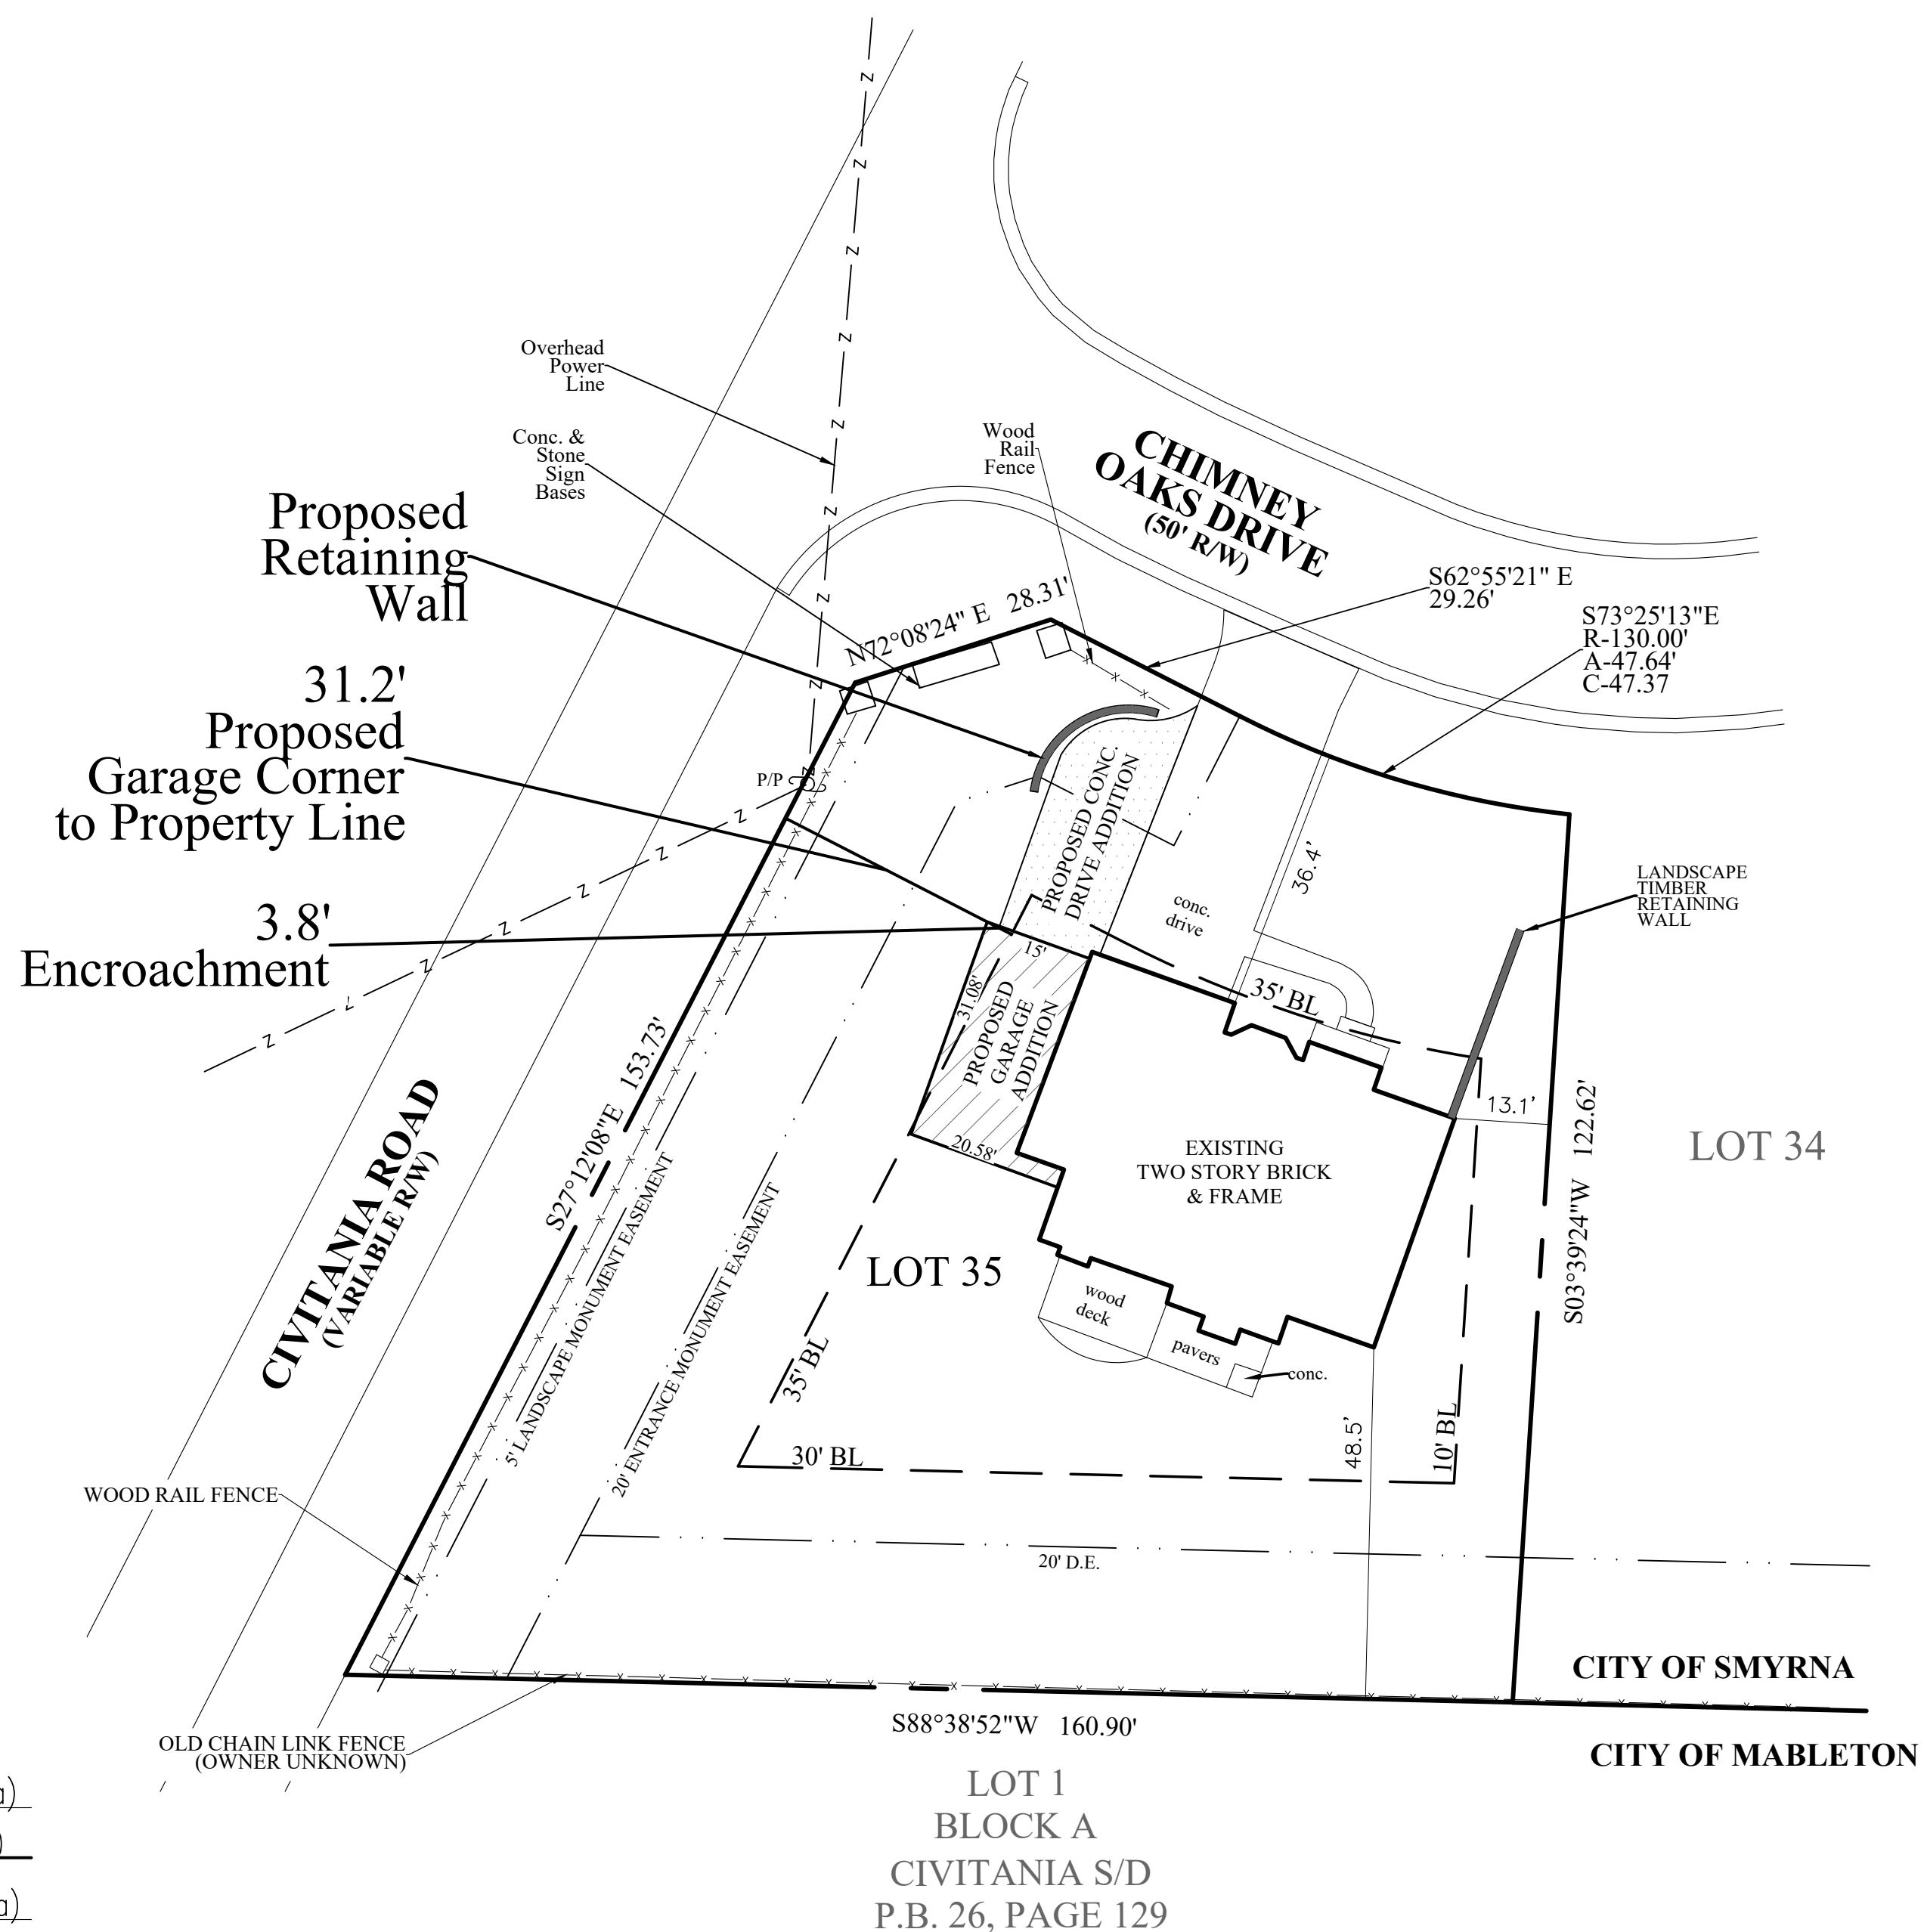 Overhead
Power
Line
Conc. &
Stone
Sign
Bases
Wood
Rail
Fence
CHIMNEY
OAKS DRIVE
(50' R/W)
Proposed
Retaining
Wall
S62°55'21" E
29.26'
S73°25'13"E
R-130.00'
A-47.64'
C-47.37
N72°08'24" E 28.31'
31.2'
Proposed
Garage Corner
to Property Line
P/P
PROPOSED CONC.
DRIVE ADDITION
36.4'
conc.
drive
LANDSCAPE
TIMBER
RETAINING
WALL
3.8'
Encroachment
15'
31.08'
PROPOSED
GARAGE
ADDITION
20.58'
35' BL
13.1'
EXISTING
TWO STORY BRICK
& FRAME
LOT 34
S03°39'24"W 122.62'
S27°12'08"E 153.73'
CIVITANIA ROAD
(VARIABLE R/W)
5' LANDSCAPE MONUMENT EASEMENT
20' ENTRANCE MONUMENT EASEMENT
LOT 35
wood
deck
pavers
conc.
35' BL
30' BL
48.5'
10' BL
WOOD RAIL FENCE
20' D.E.
CITY OF SMYRNA
S88°38'52"W 160.90'
OLD CHAIN LINK FENCE
(OWNER UNKNOWN)
CITY OF MABLETON
LOT 1
BLOCK A
CIVITANIA S/D
P.B. 26, PAGE 129